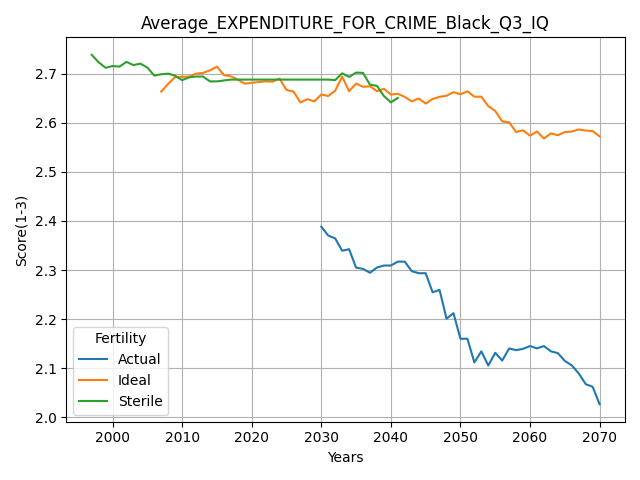 Average_EXPENDITURE_FOR_CRIME_Black_Q3_IQ
Score(1-3)
2.7
2.6
2.5
2.4
2.3
2.2
2.1
2.0
Fertility
Actual
Ideal
Sterile
2000 2010 2020 2030 2040 2050 2060 2070
Years